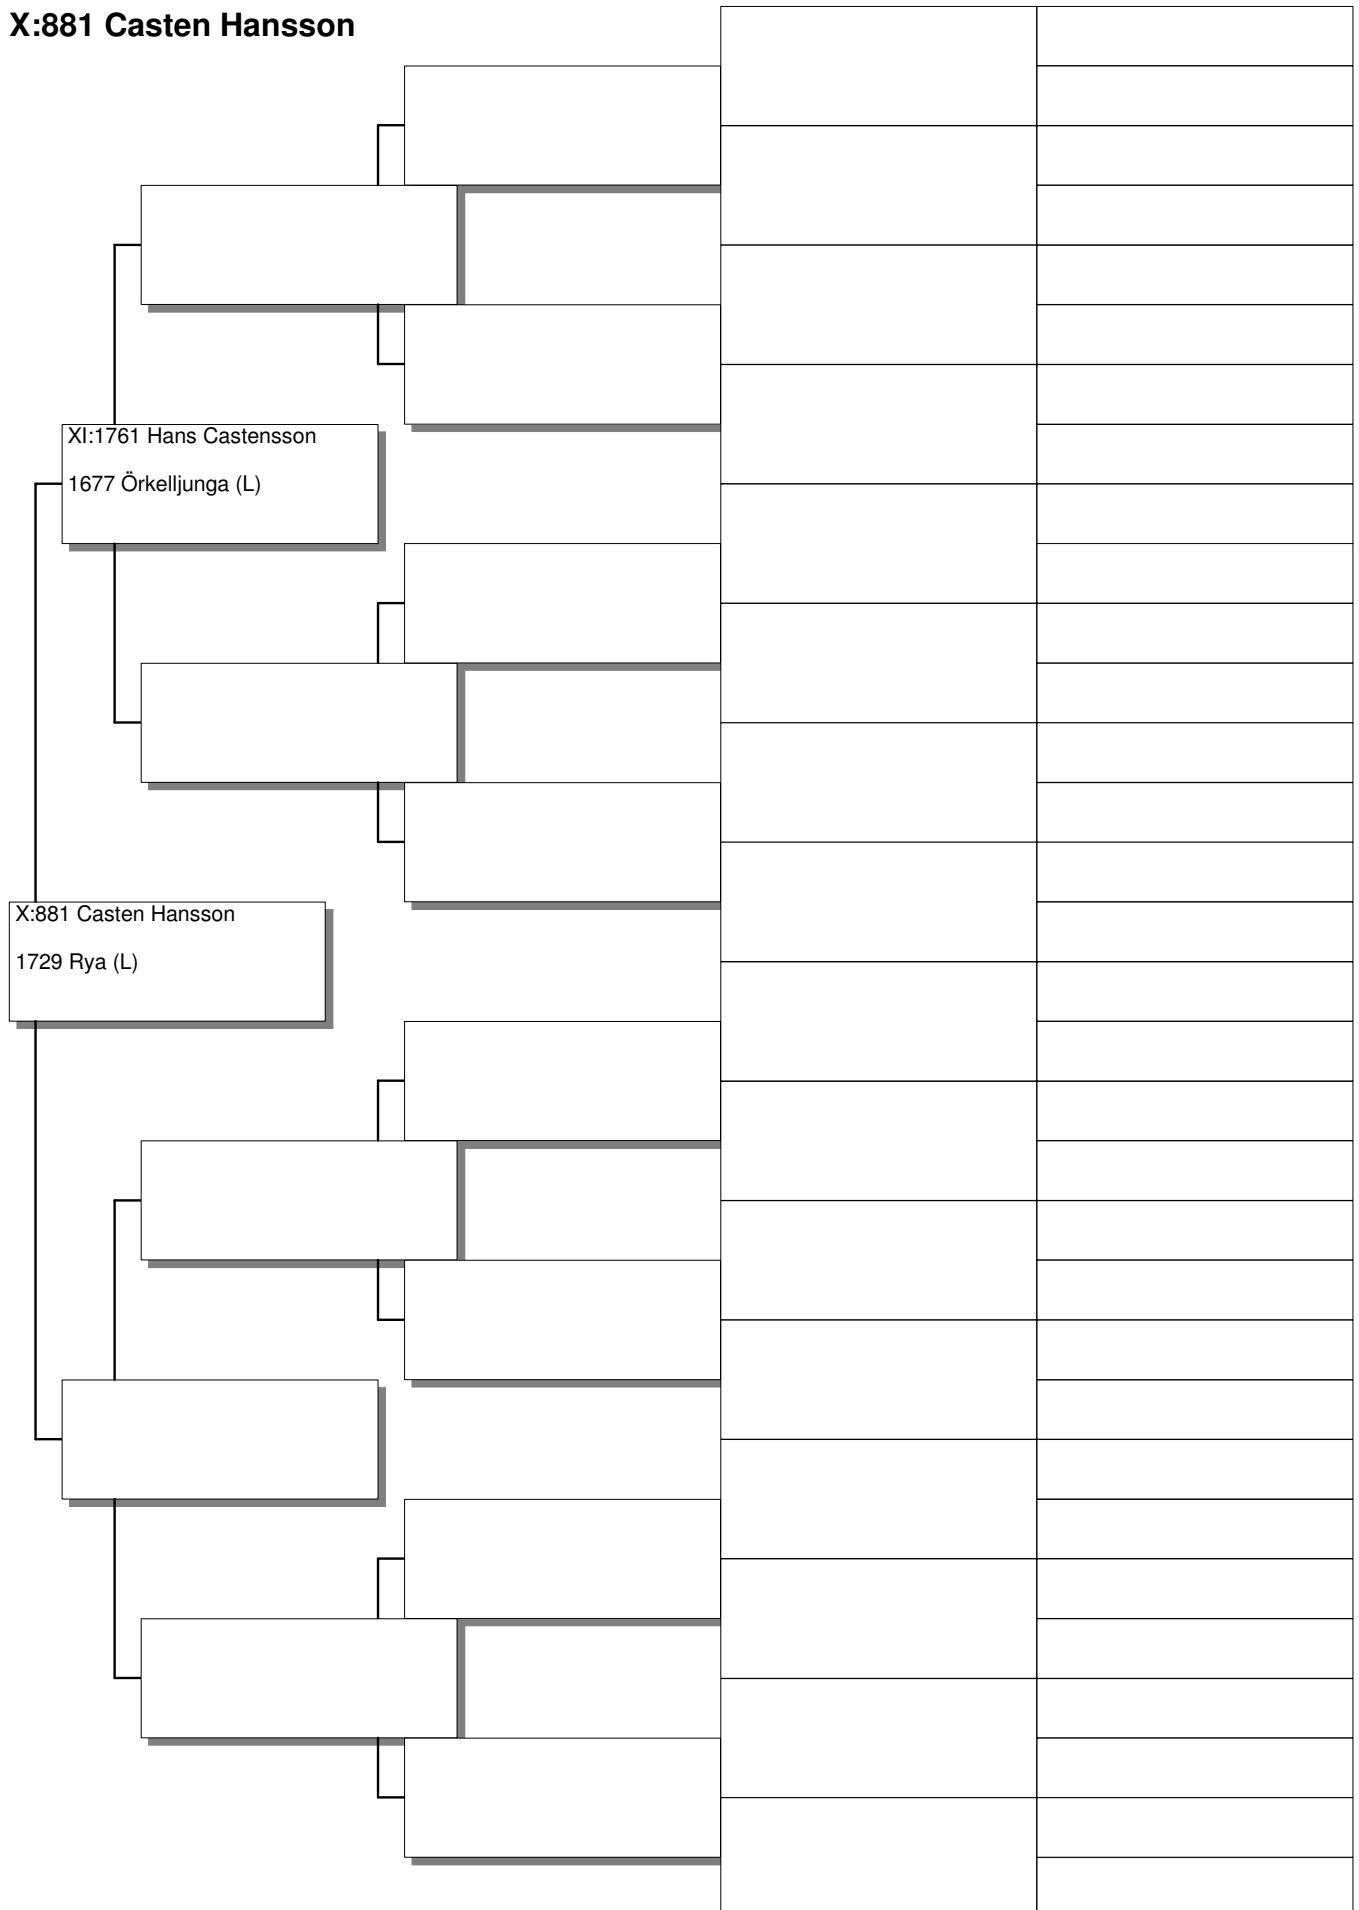 X:881 Casten Hansson
XI:1761 Hans Castensson
1677 Örkelljunga (L)
X:881 Casten Hansson
1729 Rya (L)